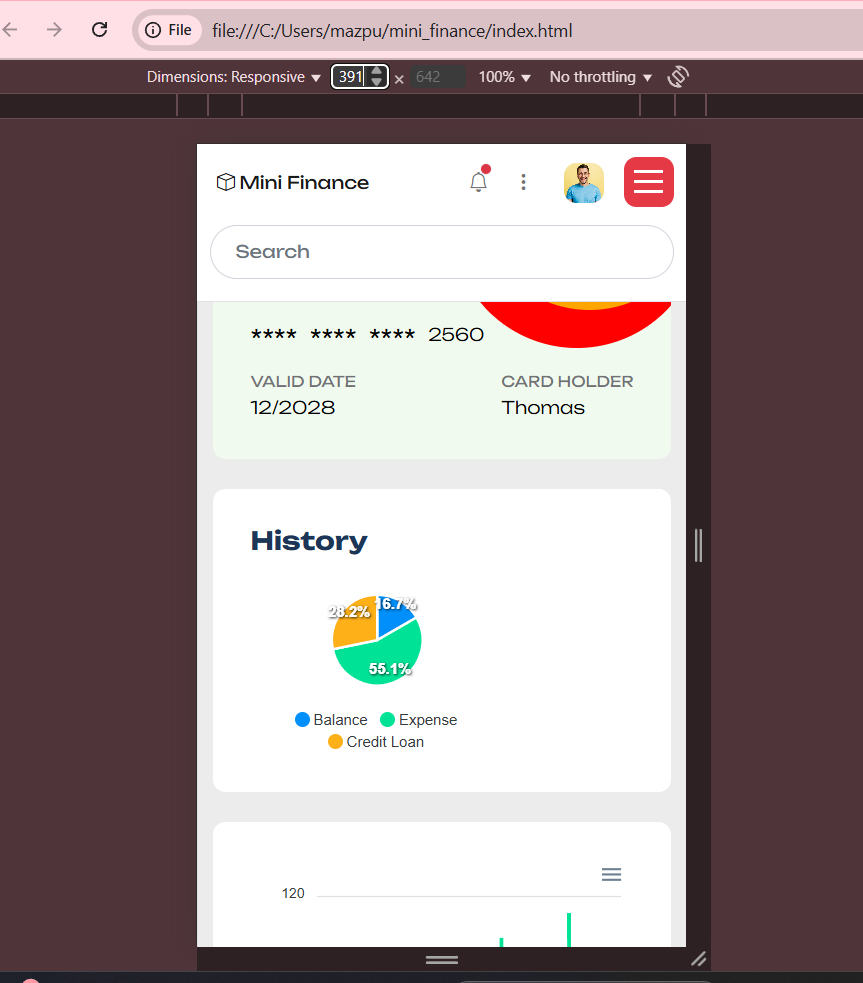 File file:///C:/Users/mazpu/mini_finance/index.html
Dimensions: Responsive 391 × 642 100% No throttling
Mini Finance
Search
**** **** **** 2560
VALID DATE CARD HOLDER
12/2028 Thomas
History
28.2% 16.7%
55.1%
Balance Expense
Credit Loan
120